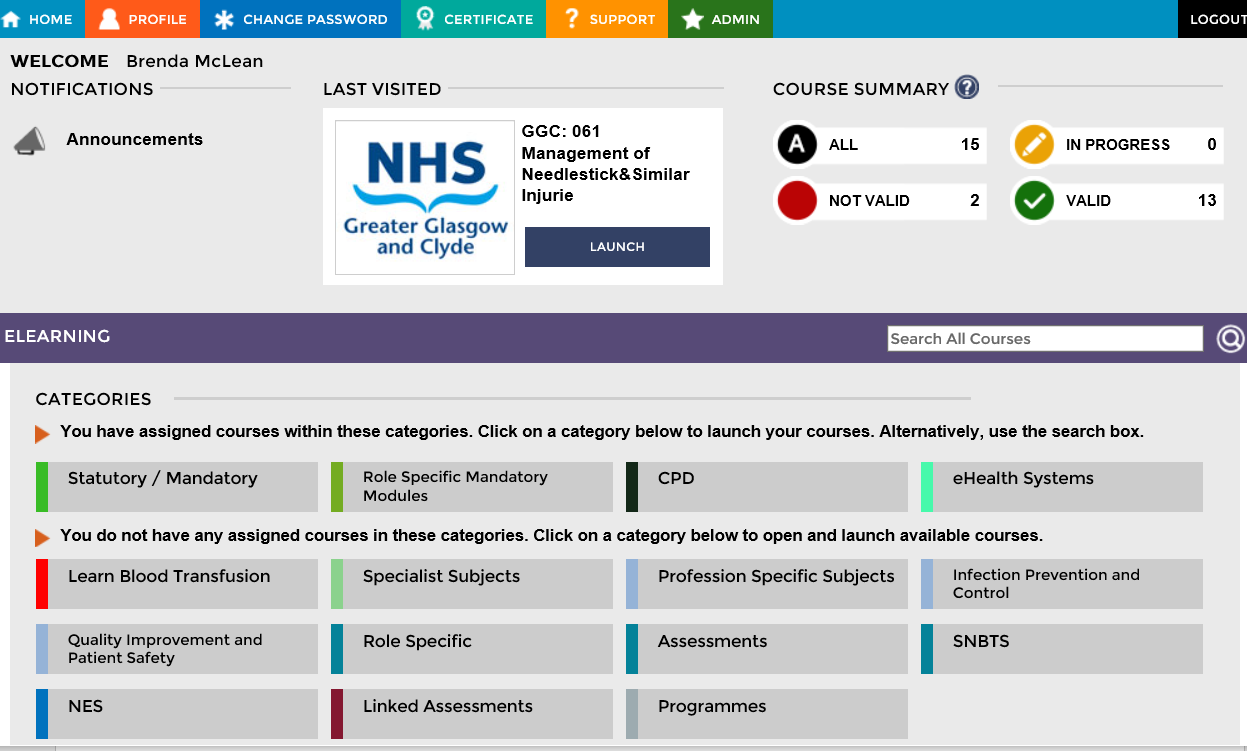 HOME
PROFILE
CHANGE PASSWORD
CERTIFICATE
? SUPPORT
ADMIN
LOGOUT
WELCOME Brenda McLean
NOTIFICATIONS
Announcements
LAST VISITED
NHS
Greater Glasgow
and Clyde
GGC: 061
Management of
Needlestick&Similar
Injurie
LAUNCH
COURSE SUMMARY ?
A ALL 15
IN PROGRESS 0
NOT VALID 2
VALID 13
ELEARNING
Search All Courses
CATEGORIES
You have assigned courses within these categories. Click on a category below to launch your courses. Alternatively, use the search box.
Statutory / Mandatory
Role Specific Mandatory
Modules
CPD
eHealth Systems
You do not have any assigned courses in these categories. Click on a category below to open and launch available courses.
Learn Blood Transfusion
Specialist Subjects
Profession Specific Subjects
Infection Prevention and
Control
Quality Improvement and
Patient Safety
Role Specific
Assessments
SNBTS
NES
Linked Assessments
Programmes